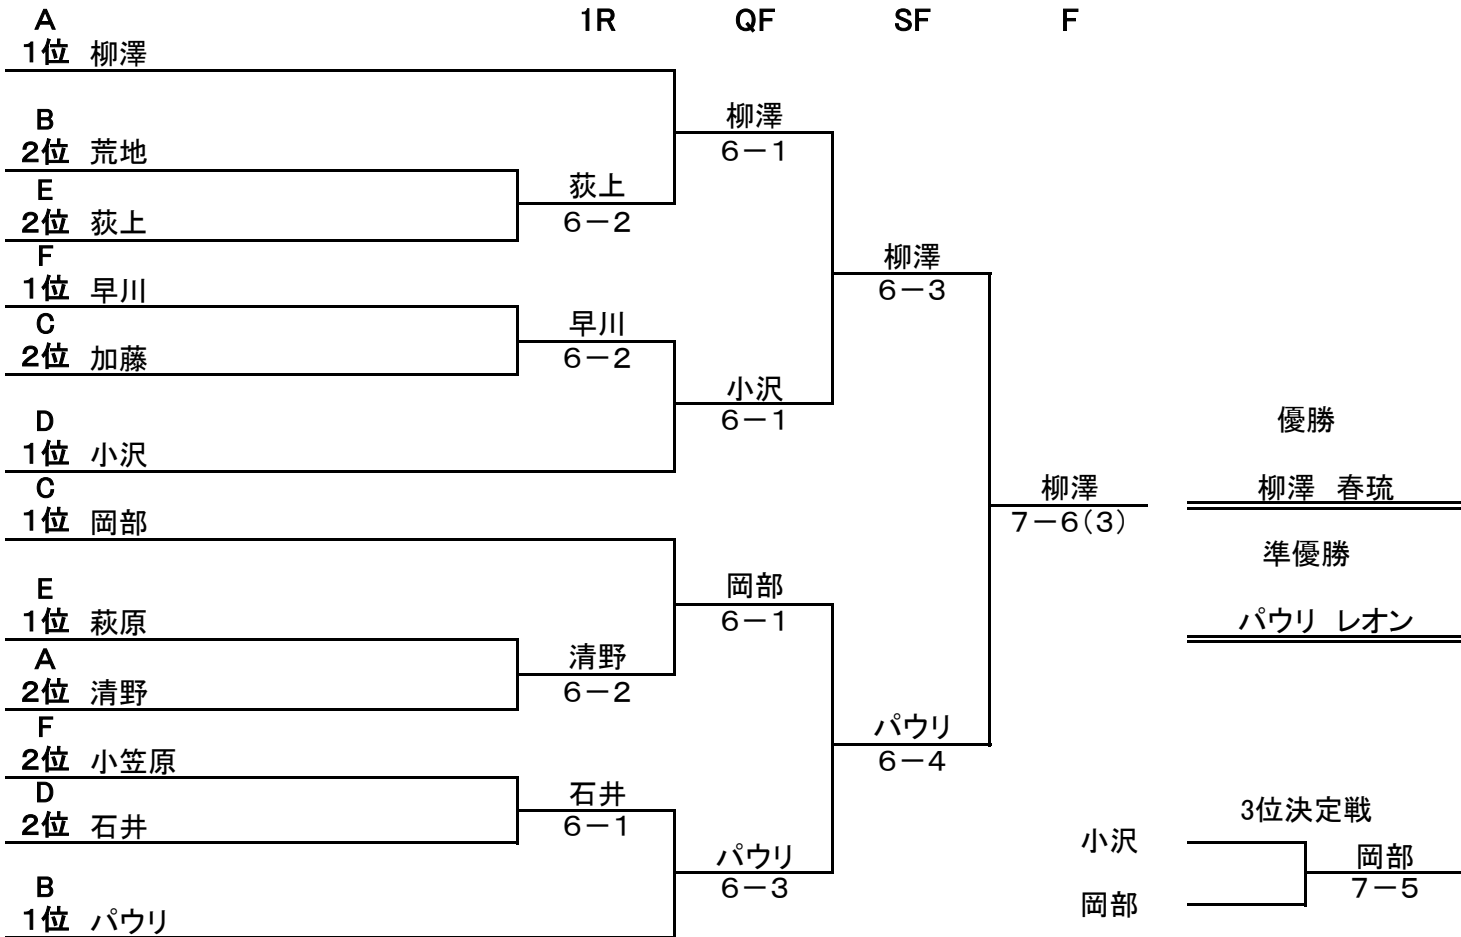 A 1R QF SF F
1位 柳澤
柳澤
6－1
B
2位 荒地
E
2位 荻上
荻上
6－2
F
1位 早川
柳澤
6－3
C
2位 加藤
早川
6－2
小沢
6－1
D
1位 小沢
優勝
C
1位 岡部
柳澤
7－6(3)
柳澤 春琉
準優勝
岡部
6－1
E
1位 萩原
パウリ レオン
A
2位 清野
清野
6－2
F
2位 小笠原
パウリ
6－4
D
2位 石井
石井
6－1
3位決定戦
小沢
岡部
岡部
7－5
パウリ
6－3
B
1位 パウリ